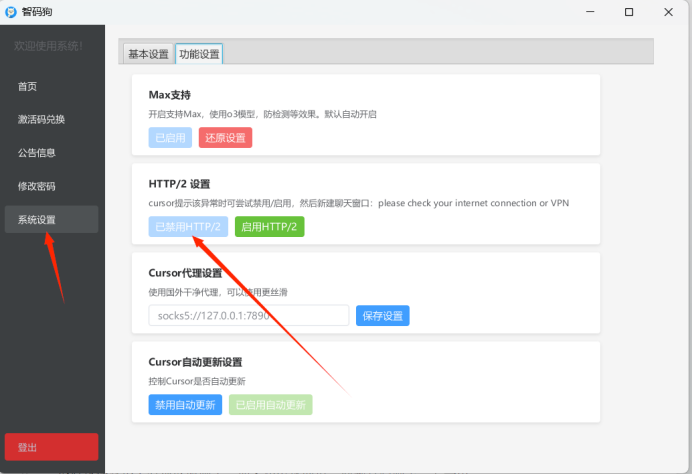 智码狗
欢迎使用系统!
首页
激活码兑换
公告信息
修改密码
系统设置
登出
基本设置 功能设置
Max支持
开启支持Max，使用o3模型，防检测等效果。默认自动开启
已启用 还原设置
HTTP/2 设置
cursor提示该异常时可尝试禁用/启用，然后新建聊天窗口：please check your internet connection or VPN
已禁用HTTP/2 启用HTTP/2
Cursor代理设置
使用国外干净代理，可以使用更丝滑
socks5://127.0.0.1:7890 保存设置
Cursor自动更新设置
控制Cursor是否自动更新
禁用自动更新 已启用自动更新